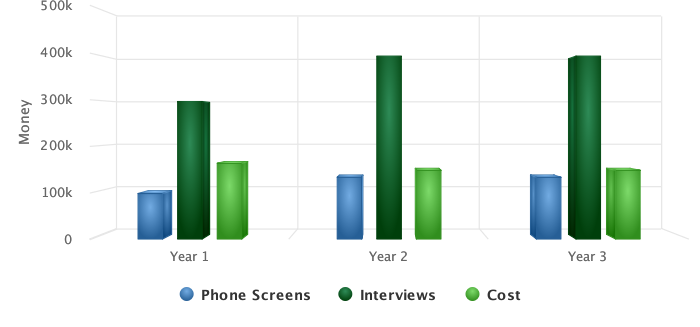 500k
400k
300k
200k
100k
0
Money
Year 1 Year 2 Year 3
Phone Screens Interviews Cost